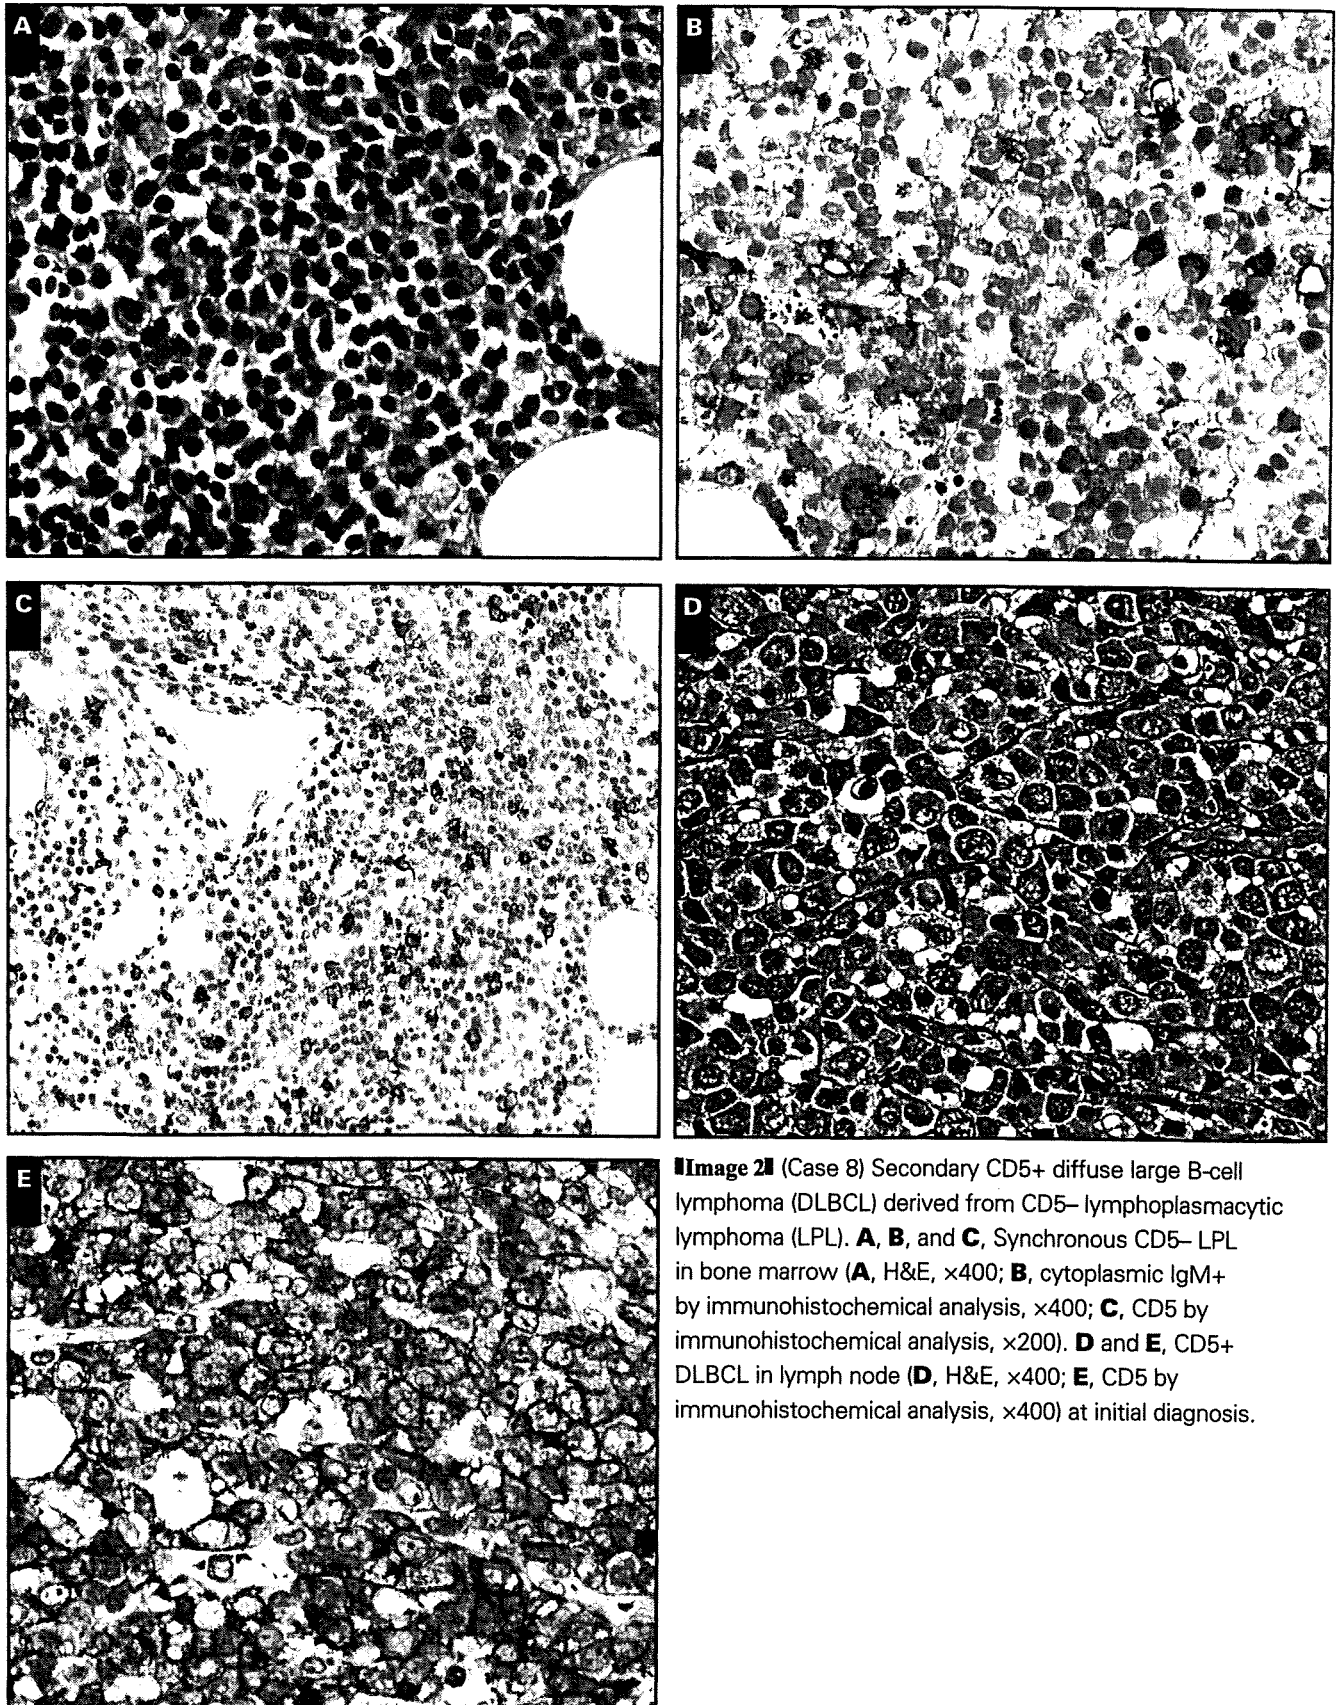 A
B
C
D
E
▮Image 2▮ (Case 8) Secondary CD5+ diffuse large B-cell
lymphoma (DLBCL) derived from CD5– lymphoplasmacytic
lymphoma (LPL). A, B, and C, Synchronous CD5– LPL
in bone marrow (A, H&E, ×400; B, cytoplasmic IgM+
by immunohistochemical analysis, ×400; C, CD5 by
immunohistochemical analysis, ×200). D and E, CD5+
DLBCL in lymph node (D, H&E, ×400; E, CD5 by
immunohistochemical analysis, ×400) at initial diagnosis.